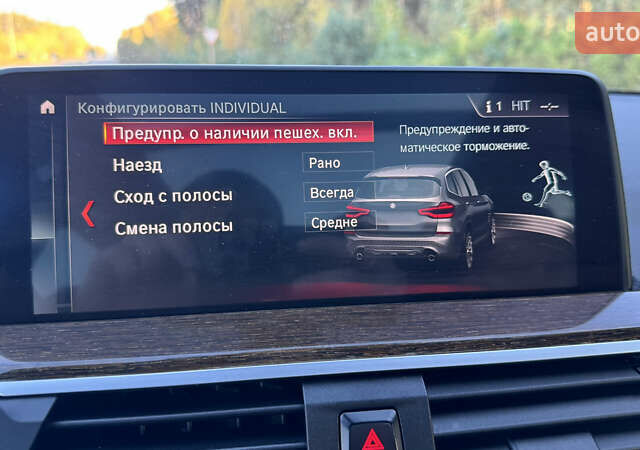 auto
Конфигурировать INDIVIDUAL
i 1 HIT --:--
Предупр. о наличии пешех. вкл.
Наезд Рано
Сход с полосы Всегда
Смена полосы Средне
Предупреждение и авто-
матическое торможение.